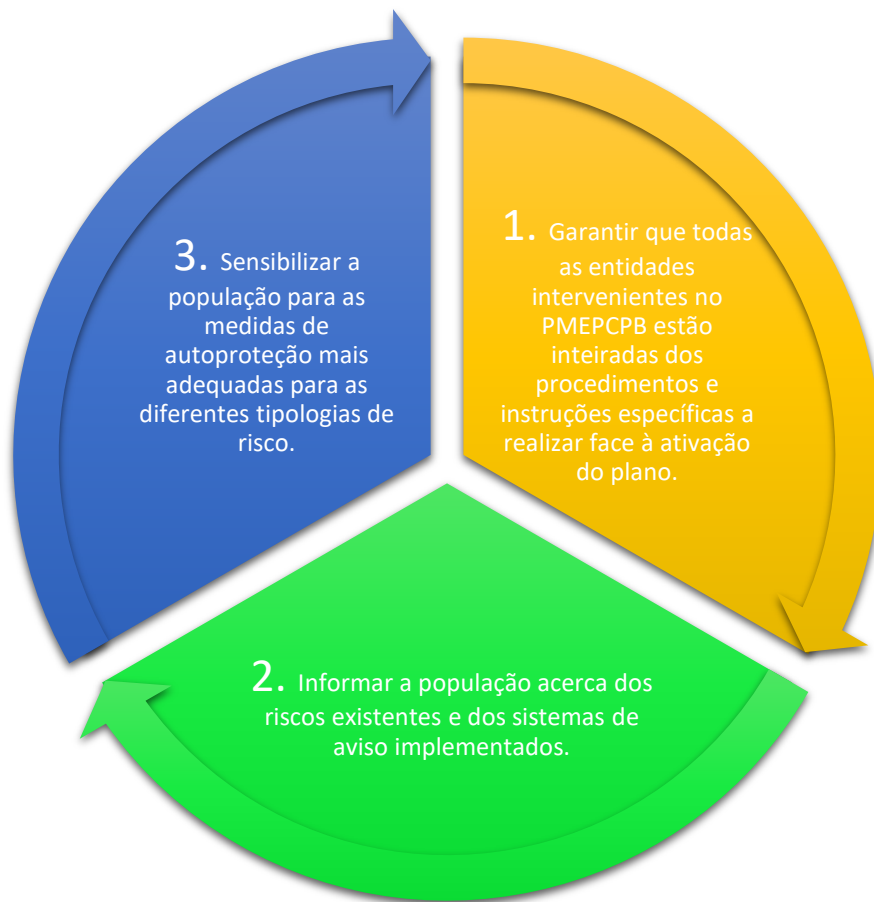 1. Garantir que todas
as entidades
intervenientes no
PMEPCPB estão
inteiradas dos
procedimentos e
instruções específicas a
realizar face à ativação
do plano.
2. Informar a população acerca dos
riscos existentes e dos sistemas de
aviso implementados.
3. Sensibilizar a
população para as
medidas de
autoproteção mais
adequadas para as
diferentes tipologias de
risco.